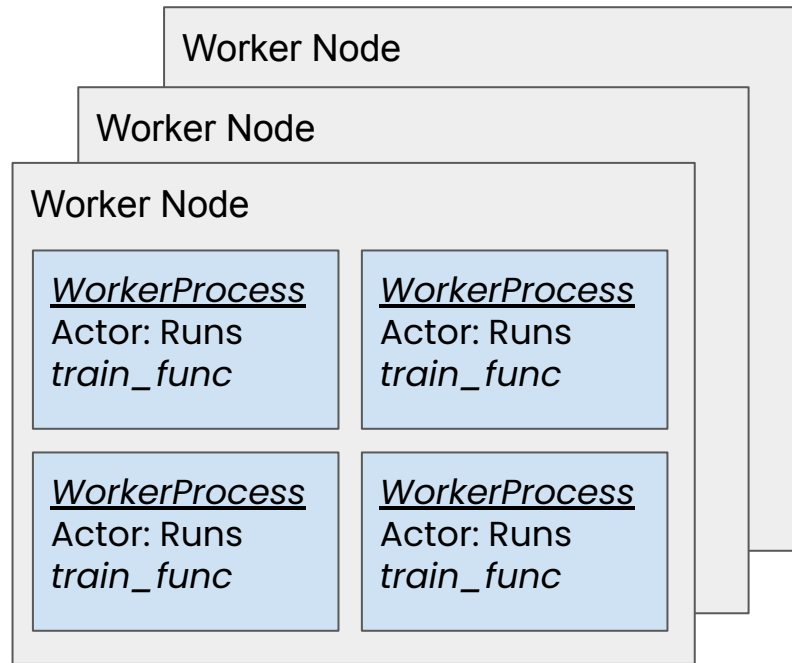 Worker Node
Worker Node
Worker Node
WorkerProcess
Actor: Runs
train_func
WorkerProcess
Actor: Runs
train_func
WorkerProcess
Actor: Runs
train_func
WorkerProcess
Actor: Runs
train_func